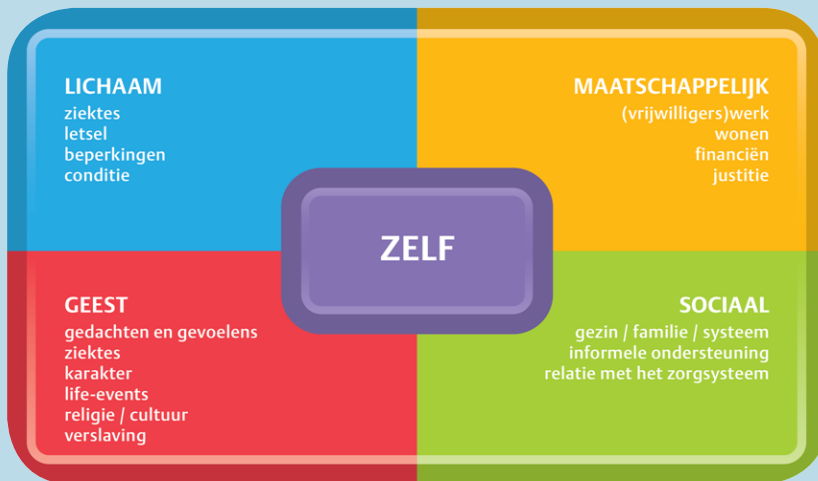 LICHAAM
ziektes
letsel
beperkingen
conditie
MAATSCHAPPELIJK
(vrijwilligers)werk
wonen
financiën
justitie
ZELF
GEEST
gedachten en gevoelens
ziektes
karakter
life-events
religie / cultuur
verslaving
SOCIAAL
gezin / familie / systeem
informele ondersteuning
relatie met het zorgsysteem